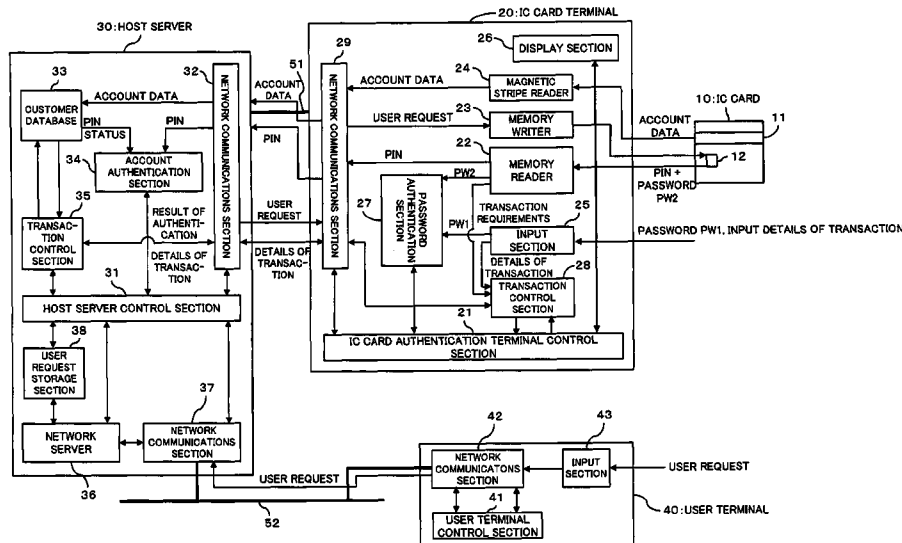 30:HOST SERVER
33
CUSTOMER
DATABASE
ACCOUNT DATA
PIN
STATUS
PIN
34
ACCOUNT
AUTHENTICATION
SECTION
35
TRANSACTION
CONTROL
SECTION
RESULT OF
AUTHENTI-
CATION
DETAILS OF
TRANSAC-
TION
31
HOST SERVER CONTROL SECTION
38
USER
REQUEST
STORAGE
SECTION
NETWORK
SERVER
36
37
NETWORK
COMMUNICATIONS
SECTION
32
NETWORK COMMUNICATIONS SECTION
51
ACCOUNT
DATA
PIN
USER
REQUEST
DETAILS OF
TRANSAC-
TION
20:IC CARD TERMINAL
29
NETWORK COMMUNICATIONS SECTION
26
DISPLAY SECTION
24
ACCOUNT DATA
MAGNETIC
STRIPE READER
23
USER REQUEST
MEMORY
WRITER
22
PIN
MEMORY
READER
PW2
27
PASSWORD
AUTHENTICATION
SECTION
TRANSACTION
REQUIREMENTS
25
PW1
INPUT
SECTION
DETAILS OF
TRANSACTION
28
TRANSACTION
CONTROL
SECTION
21
IC CARD AUTHENTICATION TERMINAL CONTROL
SECTION
10:IC CARD
ACCOUNT
DATA
11
12
PIN +
PASSWORD
PW2
PASSWORD PW1, INPUT DETAILS OF TRANSACTION
42
NETWORK
COMMUNICATONS
SECTION
43
INPUT
SECTION
USER REQUEST
USER REQUEST
41
USER TERMINAL
CONTROL SECTION
40:USER TERMINAL
52